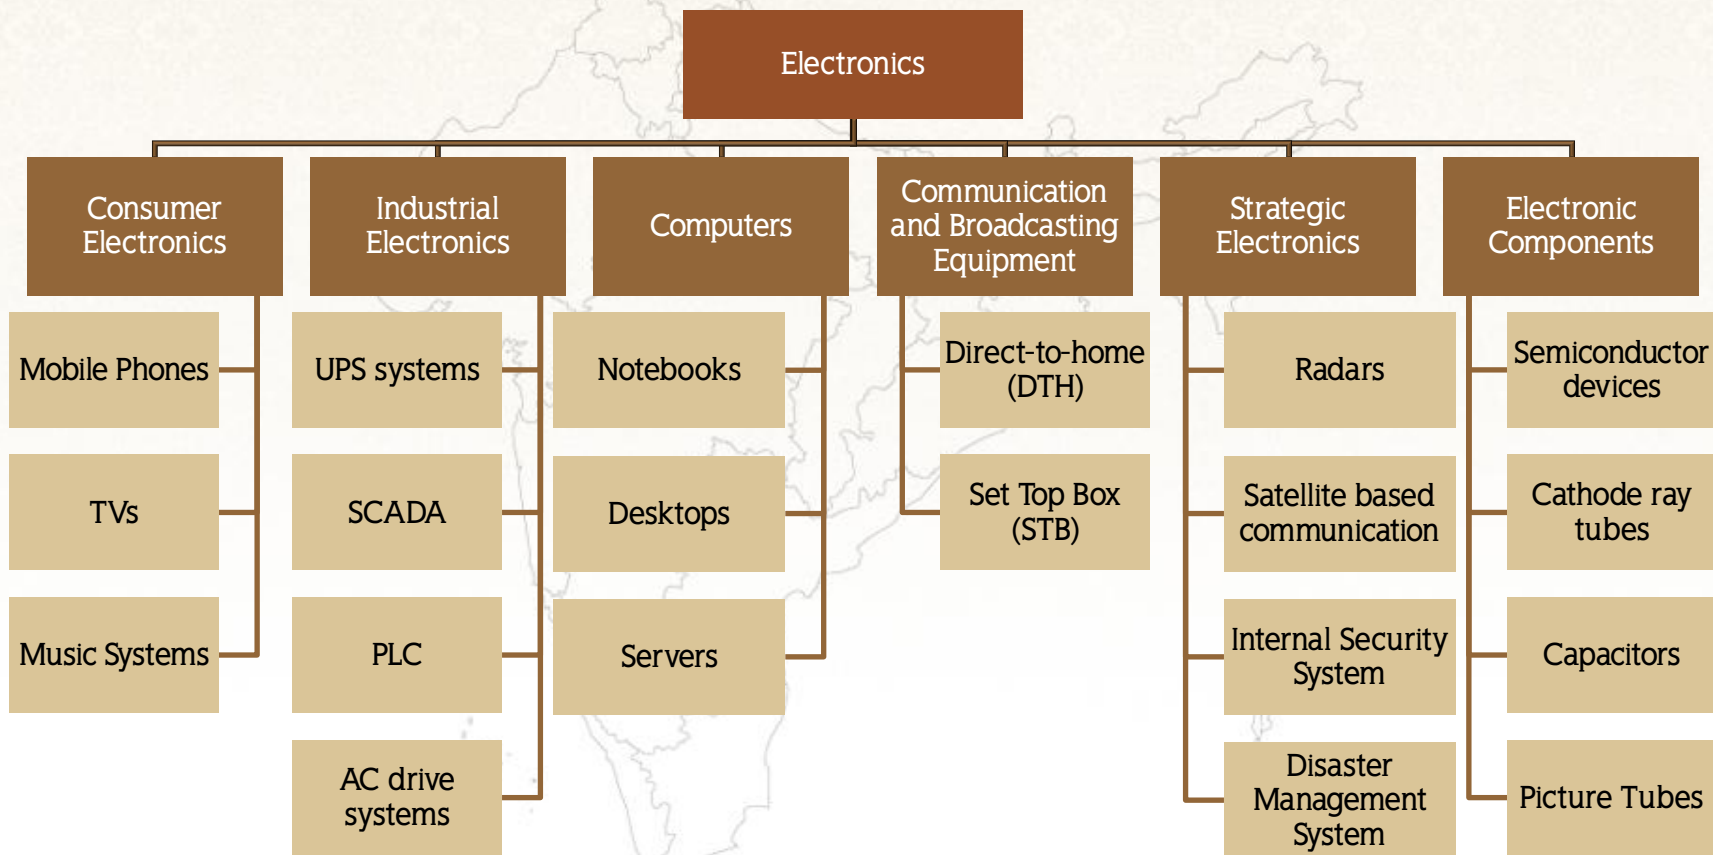 Electronics
Consumer
Electronics
Mobile Phones
TVs
Music Systems
Industrial
Electronics
UPS systems
SCADA
PLC
AC drive
systems
Computers
Notebooks
Desktops
Servers
Communication
and Broadcasting
Equipment
Direct-to-home
(DTH)
Set Top Box
(STB)
Strategic
Electronics
Radars
Satellite based
communication
Internal Security
System
Disaster
Management
System
Electronic
Components
Semiconductor
devices
Cathode ray
tubes
Capacitors
Picture Tubes